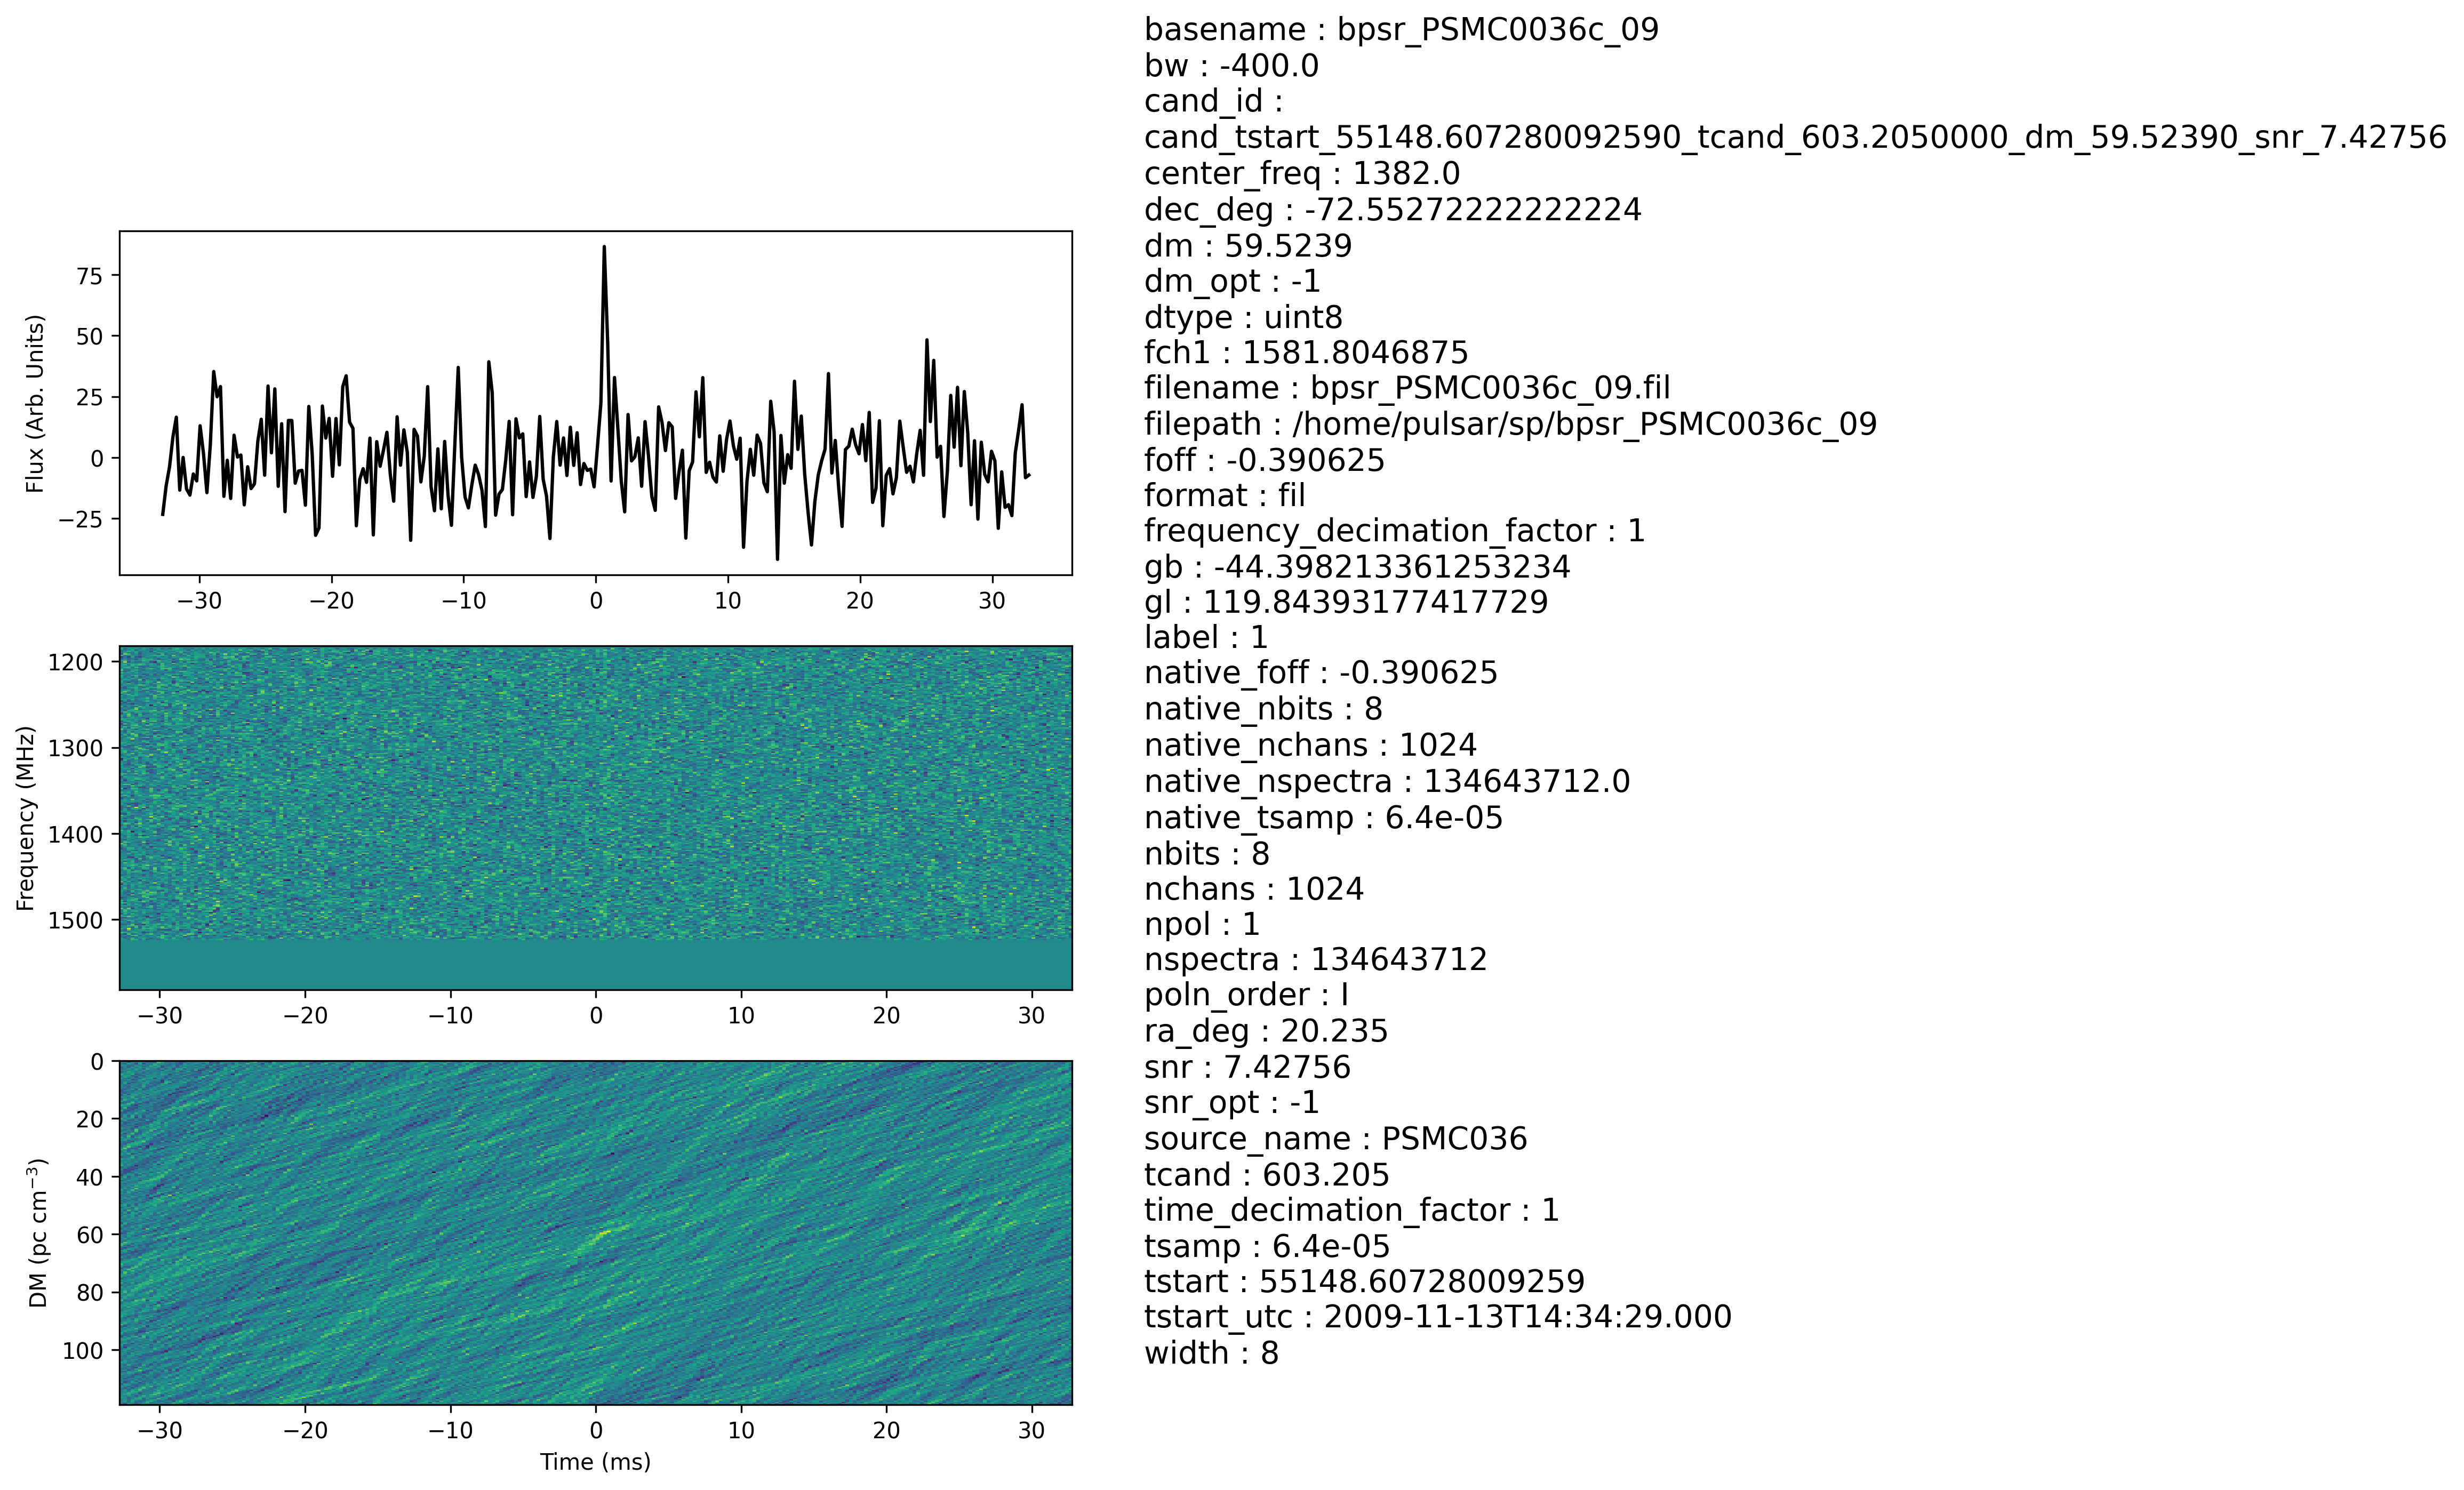 basename : bpsr_PSMC0036c_09
bw : -400.0
cand_id :
cand_tstart_55148.607280092590_tcand_603.2050000_dm_59.52390_snr_7.42756
center_freq : 1382.0
dec_deg : -72.55272222222224
dm : 59.5239
dm_opt : -1
dtype : uint8
fch1 : 1581.8046875
filename : bpsr_PSMC0036c_09.fil
filepath : /home/pulsar/sp/bpsr_PSMC0036c_09
foff : -0.390625
format : fil
frequency_decimation_factor : 1
gb : -44.398213361253234
gl : 119.84393177417729
label : 1
native_foff : -0.390625
native_nbits : 8
native_nchans : 1024
native_nspectra : 134643712.0
native_tsamp : 6.4e-05
nbits : 8
nchans : 1024
npol : 1
nspectra : 134643712
poln_order : I
ra_deg : 20.235
snr : 7.42756
snr_opt : -1
source_name : PSMC036
tcand : 603.205
time_decimation_factor : 1
tsamp : 6.4e-05
tstart : 55148.60728009259
tstart_utc : 2009-11-13T14:34:29.000
width : 8
Flux (Arb. Units)
75
50
25
0
−25
−30 −20 −10 0 10 20 30
Frequency (MHz)
1200
1300
1400
1500
−30 −20 −10 0 10 20 30
DM (pc cm⁻³)
0
20
40
60
80
100
−30 −20 −10 0 10 20 30
Time (ms)